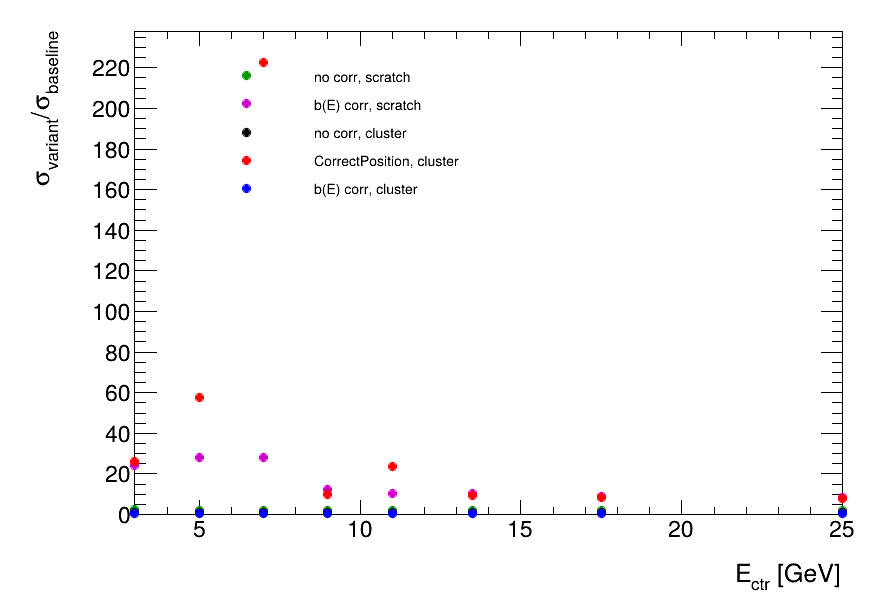 σvariant/σbaseline
220
200
180
160
140
120
100
80
60
40
20
0
no corr, scratch
b(E) corr, scratch
no corr, cluster
CorrectPosition, cluster
b(E) corr, cluster
5 10 15 20 25
Ectr [GeV]